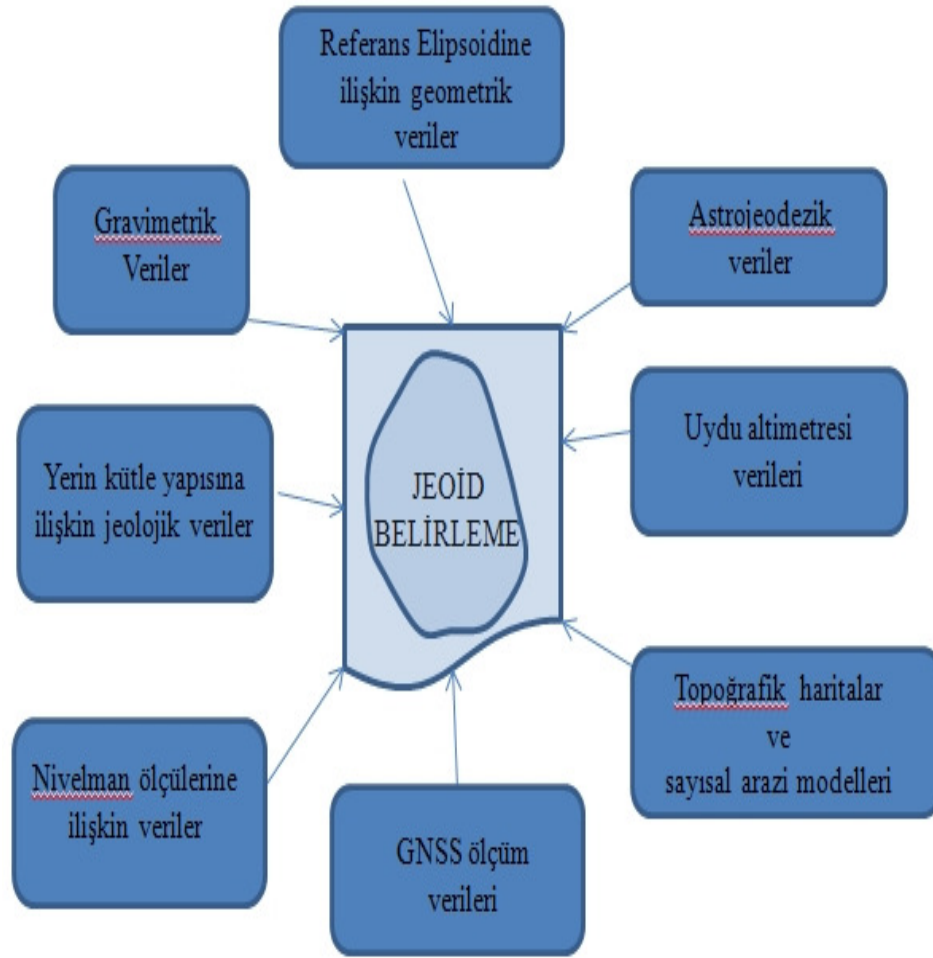 Referans Elipsoidine
ilişkin geometrik
veriler
Gravimetrik
Veriler
Astrojeodezik
veriler
Yerin kütle yapısına
ilişkin jeolojik veriler
JEOİD
BELİRLEME
Uydu altimetresi
verileri
Nivelman ölçülerine
ilişkin veriler
GNSS ölçüm
verileri
Topoğrafik haritalar
ve
sayısal arazi modelleri